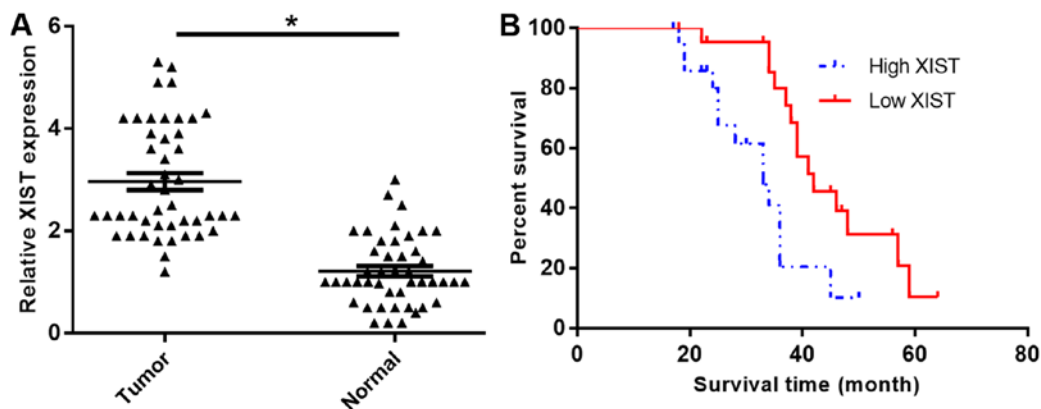 A
Relative XIST expression
6
4
2
0
*
Tumor
Normal
B
Percent survival
100
80
60
40
20
0
High XIST
Low XIST
0 20 40 60 80
Survival time (month)